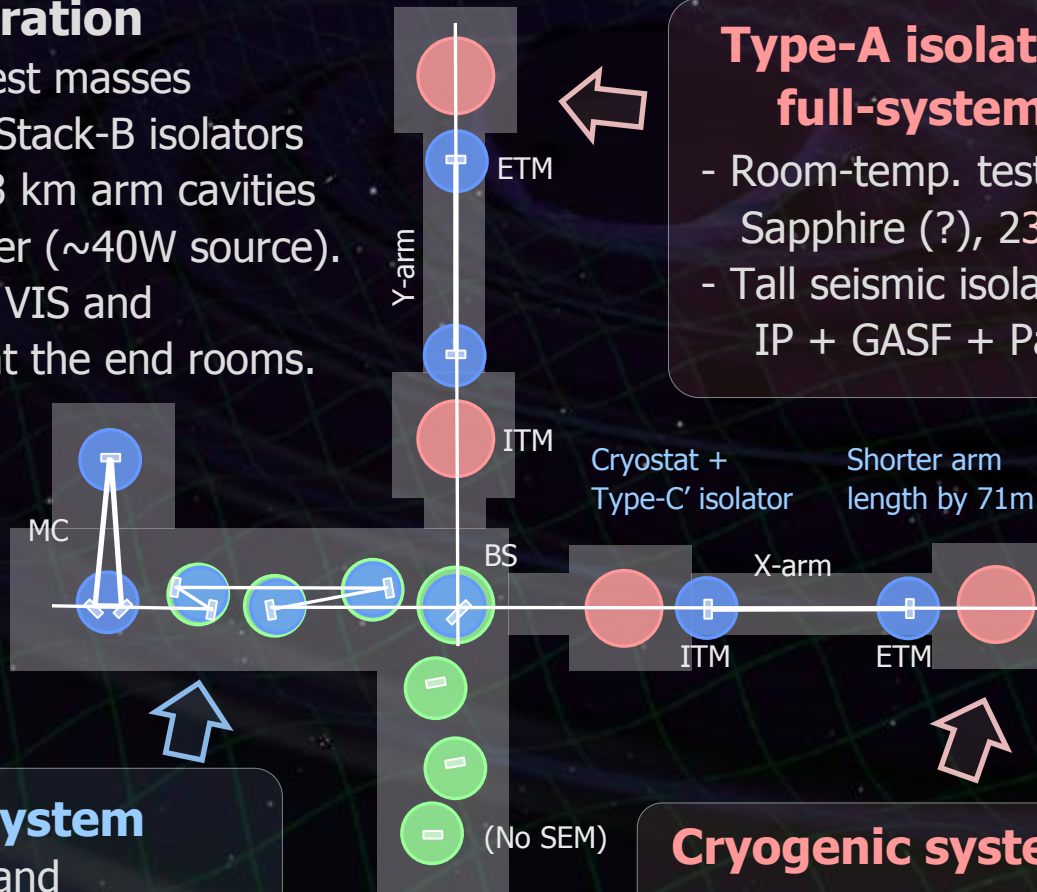 ration
est masses
Stack-B isolators
3 km arm cavities
er (~40W source).
VIS and
at the end rooms.
Type-A isolat
full-system
- Room-temp. test
Sapphire (?), 23
- Tall seismic isola
IP + GASF + Pa
ETM
Y-arm
ITM
Cryostat +
Type-C’ isolator
Shorter arm
length by 71m
MC
BS
X-arm
ITM
ETM
(No SEM)
ystem
and
Cryogenic syste